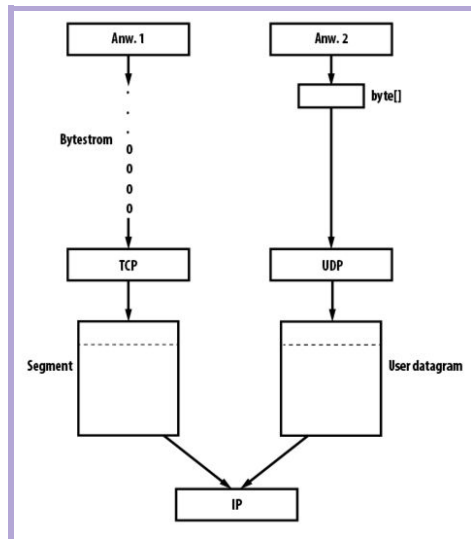 Anw. 1
Anw. 2
byte[]
Bytestrom
0
0
0
0
TCP
UDP
Segment
User datagram
IP